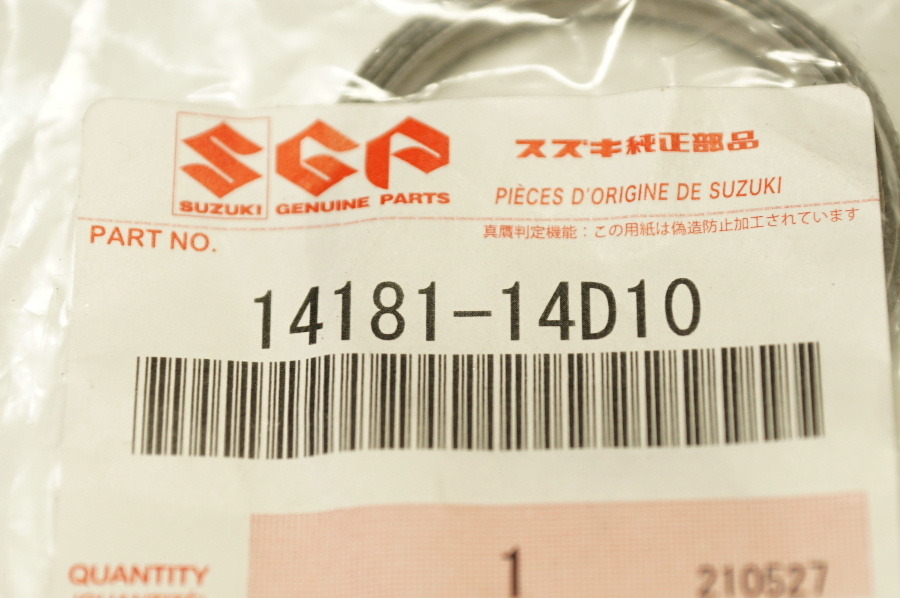 SGP スズキ純正部品
SUZUKI GENUINE PARTS PIÈCES D'ORIGINE DE SUZUKI
PART NO. 真贋判定機能：この用紙は偽造防止加工されています
14181-14D10
QUANTITY 1 210527
(QUANTITÉ)